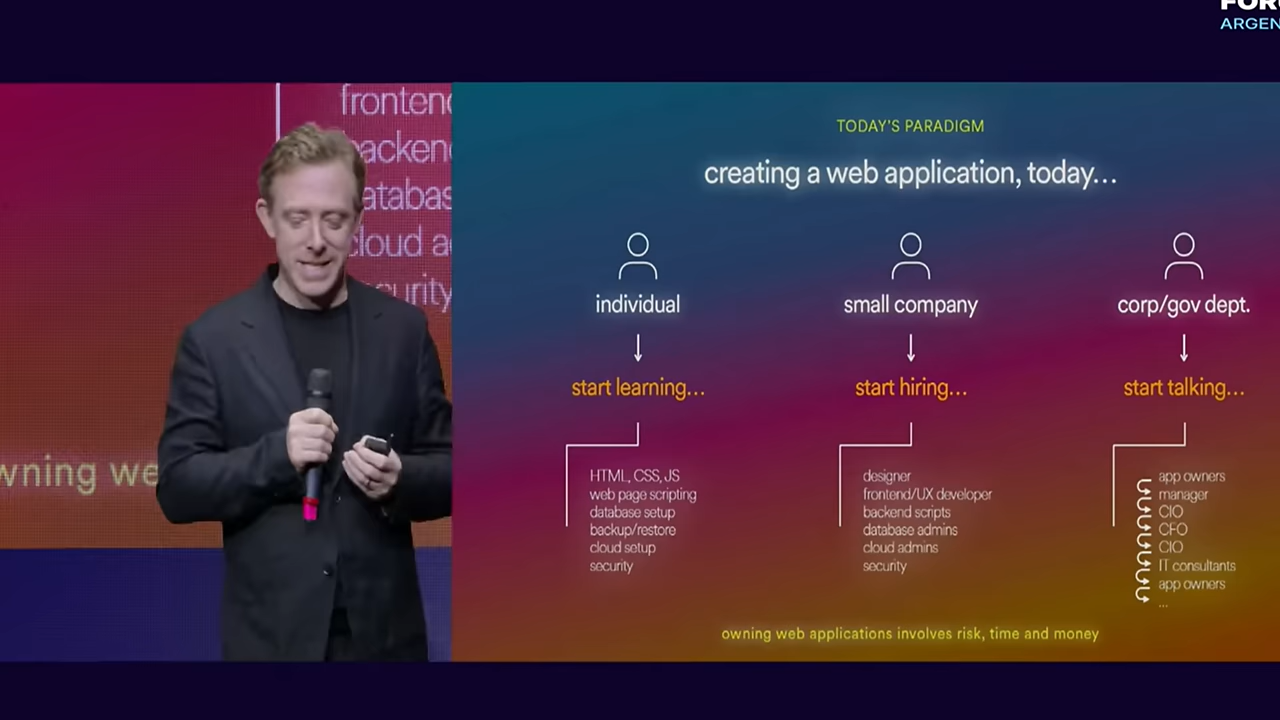 ARGEN
frontend
backend
databas
cloud a
curity
wning we
TODAY'S PARADIGM
creating a web application, today...
individual
start learning...
HTML, CSS, JS
web page scripting
database setup
backup/restore
cloud setup
security
small company
start hiring...
designer
frontend/UX developer
backend scripts
database admins
cloud admins
security
corp/gov dept.
start talking...
app owners
manager
CIO
CFO
CIO
IT consultants
app owners
...
owning web applications involves risk, time and money